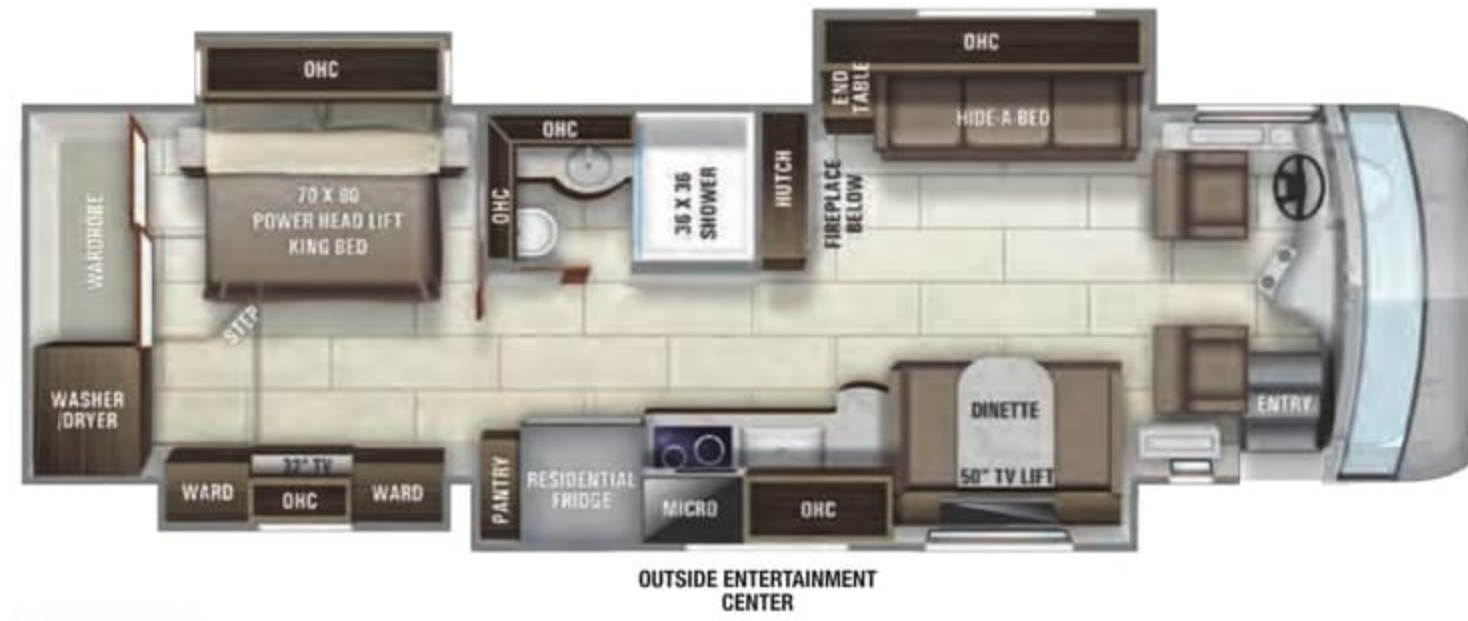 OHC
OHC
END
TABLE
HIDE-A-BED
OHC
OHC
36 X 36
SHOWER
HUTCH
FIREPLACE
BELOW
WARDROBE
70 X 80
POWER HEAD LIFT
KING BED
STEP
WASHER
/DRYER
WARD
32" TV
OHC
WARD
PANTRY
RESIDENTIAL
FRIDGE
MICRO
OHC
DINETTE
50" TV LIFT
ENTRY
OUTSIDE ENTERTAINMENT
CENTER